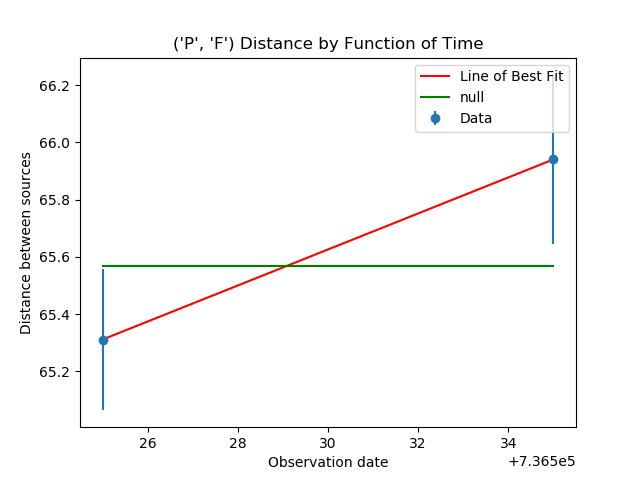 ('P', 'F') Distance by Function of Time
Line of Best Fit
null
Data
66.2
66.0
65.8
65.6
65.4
65.2
Distance between sources
26 28 30 32 34
Observation date
+7.365e5